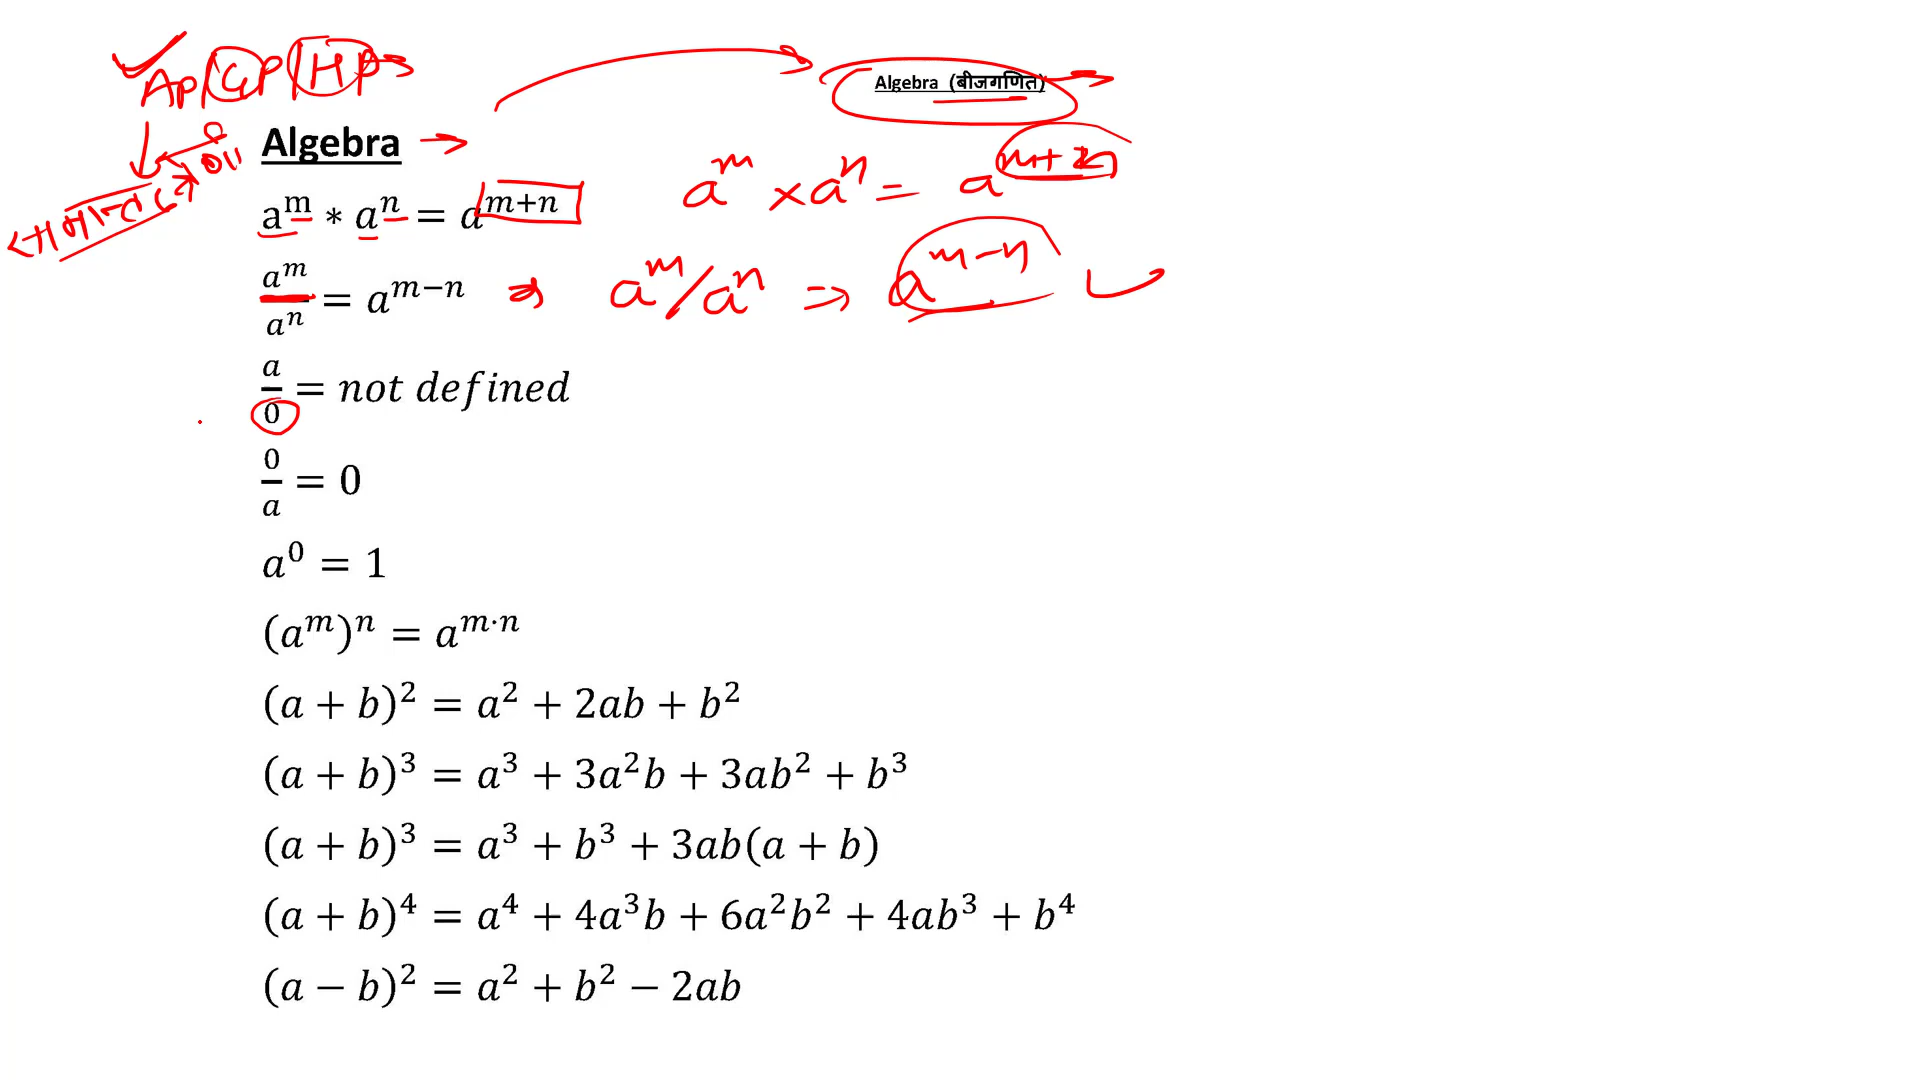 AP/GP/HP
Algebra (बीजगणित)
Algebra
समान्तर
a^m * a^n = a^{m+n}
a^m × a^n = a^{m+n}
a^m/a^n = a^{m−n} ⇒ a^m/a^n ⇒ a^{m−n}
a/0 = not defined
0/a = 0
a^0 = 1
(a^m)^n = a^{m·n}
(a + b)^2 = a^2 + 2ab + b^2
(a + b)^3 = a^3 + 3a^2b + 3ab^2 + b^3
(a + b)^3 = a^3 + b^3 + 3ab(a + b)
(a + b)^4 = a^4 + 4a^3b + 6a^2b^2 + 4ab^3 + b^4
(a − b)^2 = a^2 + b^2 − 2ab